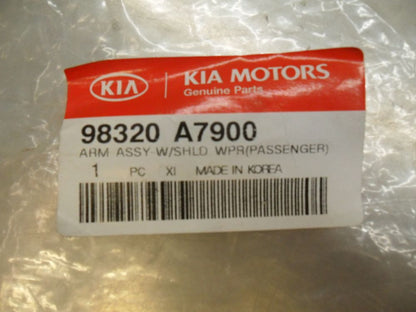 KIA
KIA MOTORS
Genuine Parts
98320 A7900
ARM ASSY-W/SHLD WPR(PASSENGER)
1 PC XI MADE IN KOREA